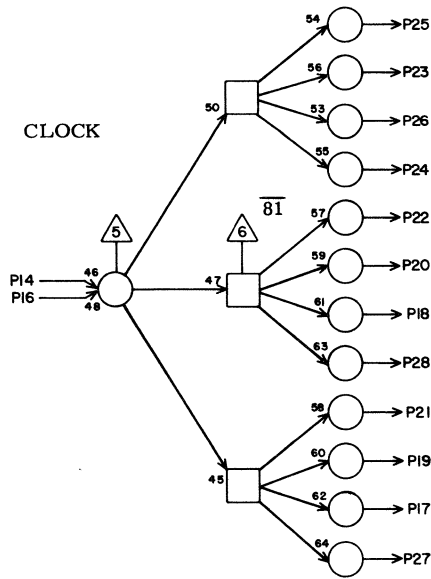 54 P25
56 P23
50 53 P26
CLOCK
55 P24
81
5 6 57 P22
P14 46 47 59 P20
P16 48 61 P18
63 P28
58 P21
60 P19
45 62 P17
64 P27